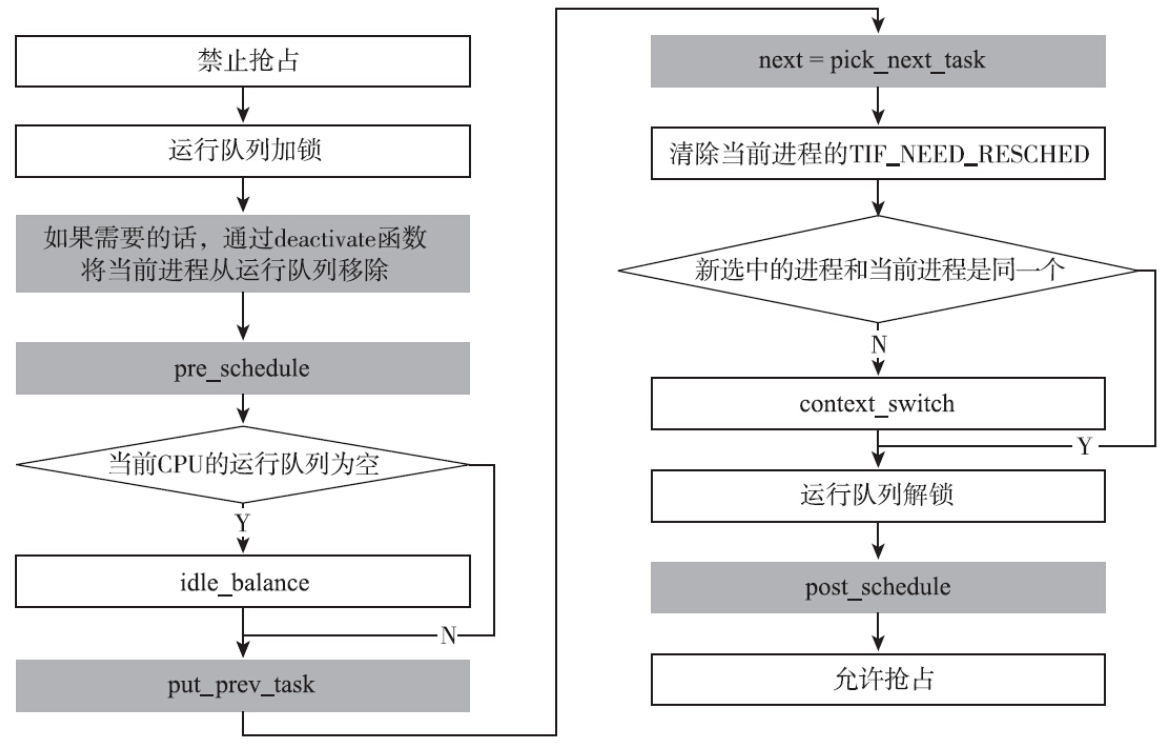 禁止抢占
运行队列加锁
如果需要的话，通过deactivate函数
将当前进程从运行队列移除
pre_schedule
当前CPU的运行队列为空
Y
idle_balance
N
put_prev_task
next = pick_next_task
清除当前进程的TIF_NEED_RESCHED
新选中的进程和当前进程是同一个
N
context_switch
Y
运行队列解锁
post_schedule
允许抢占